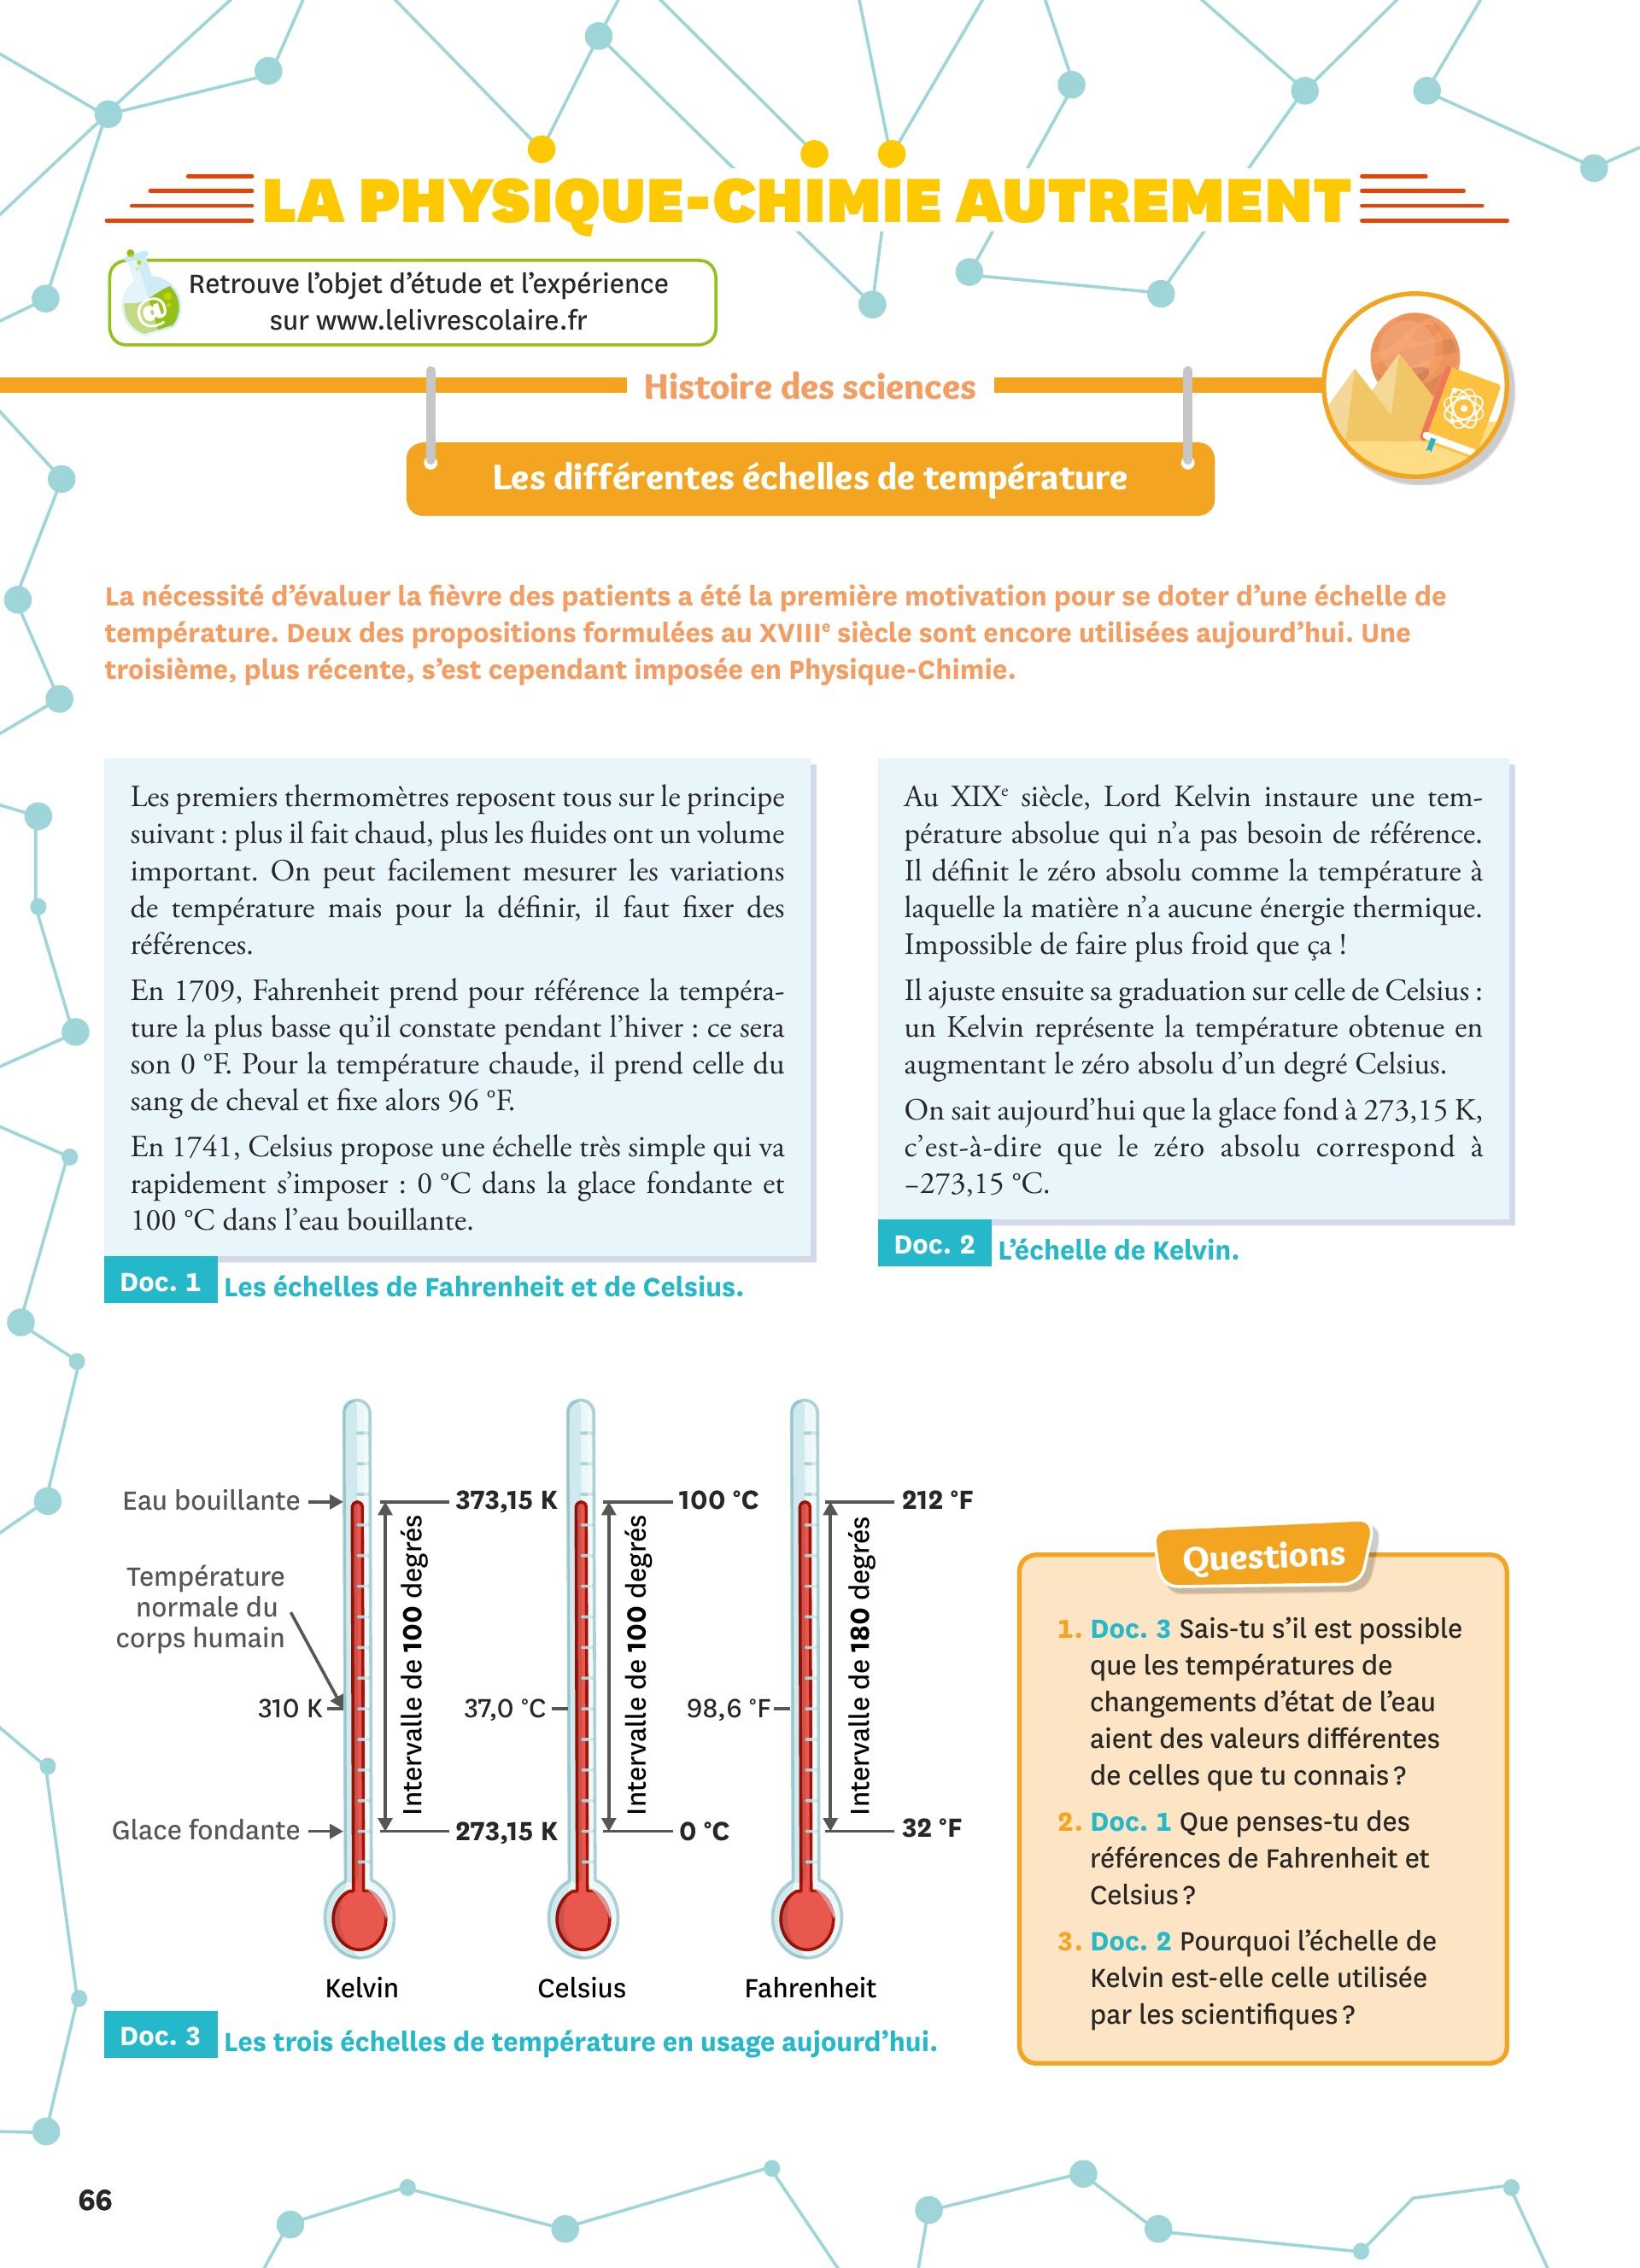 LA PHYSIQUE-CHIMIE AUTREMENT
Retrouve l’objet d’étude et l’expérience
sur www.lelivrescolaire.fr
@
Histoire des sciences
Les différentes échelles de température
La nécessité d’évaluer la fièvre des patients a été la première motivation pour se doter d’une échelle de
température. Deux des propositions formulées au XVIIIe siècle sont encore utilisées aujourd’hui. Une
troisième, plus récente, s’est cependant imposée en Physique-Chimie.
Les premiers thermomètres reposent tous sur le principe
suivant : plus il fait chaud, plus les fluides ont un volume
important. On peut facilement mesurer les variations
de température mais pour la définir, il faut fixer des
références.
En 1709, Fahrenheit prend pour référence la tempéra-
ture la plus basse qu’il constate pendant l’hiver : ce sera
son 0 °F. Pour la température chaude, il prend celle du
sang de cheval et fixe alors 96 °F.
En 1741, Celsius propose une échelle très simple qui va
rapidement s’imposer : 0 °C dans la glace fondante et
100 °C dans l’eau bouillante.
Doc. 1 Les échelles de Fahrenheit et de Celsius.
Au XIXe siècle, Lord Kelvin instaure une tem-
pérature absolue qui n’a pas besoin de référence.
Il définit le zéro absolu comme la température à
laquelle la matière n’a aucune énergie thermique.
Impossible de faire plus froid que ça !
Il ajuste ensuite sa graduation sur celle de Celsius :
un Kelvin représente la température obtenue en
augmentant le zéro absolu d’un degré Celsius.
On sait aujourd’hui que la glace fond à 273,15 K,
c’est-à-dire que le zéro absolu correspond à
–273,15 °C.
Doc. 2 L’échelle de Kelvin.
Eau bouillante
Température
normale du
corps humain
310 K
Glace fondante
Intervalle de 100 degrés
373,15 K
273,15 K
Kelvin
37,0 °C
Intervalle de 100 degrés
100 °C
0 °C
Celsius
98,6 °F
Intervalle de 180 degrés
212 °F
32 °F
Fahrenheit
Doc. 3 Les trois échelles de température en usage aujourd’hui.
Questions
1. Doc. 3 Sais-tu s’il est possible
que les températures de
changements d’état de l’eau
aient des valeurs différentes
de celles que tu connais ?
2. Doc. 1 Que penses-tu des
références de Fahrenheit et
Celsius ?
3. Doc. 2 Pourquoi l’échelle de
Kelvin est-elle celle utilisée
par les scientifiques ?
66